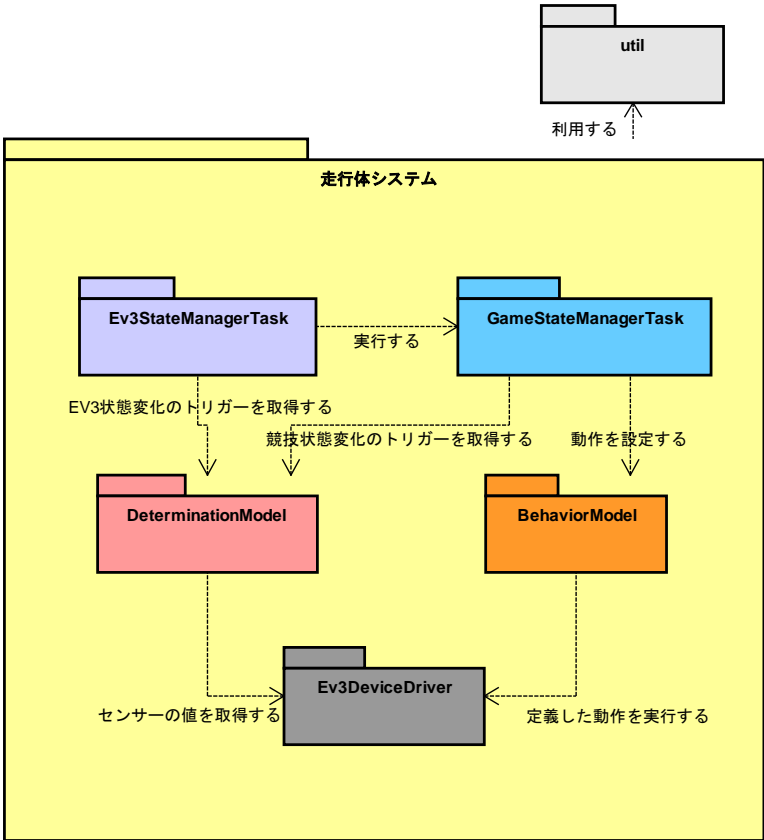 util
利用する
走行体システム
Ev3StateManagerTask
GameStateManagerTask
実行する
EV3状態変化のトリガーを取得する
競技状態変化のトリガーを取得する
動作を設定する
DeterminationModel
BehaviorModel
Ev3DeviceDriver
センサーの値を取得する
定義した動作を実行する